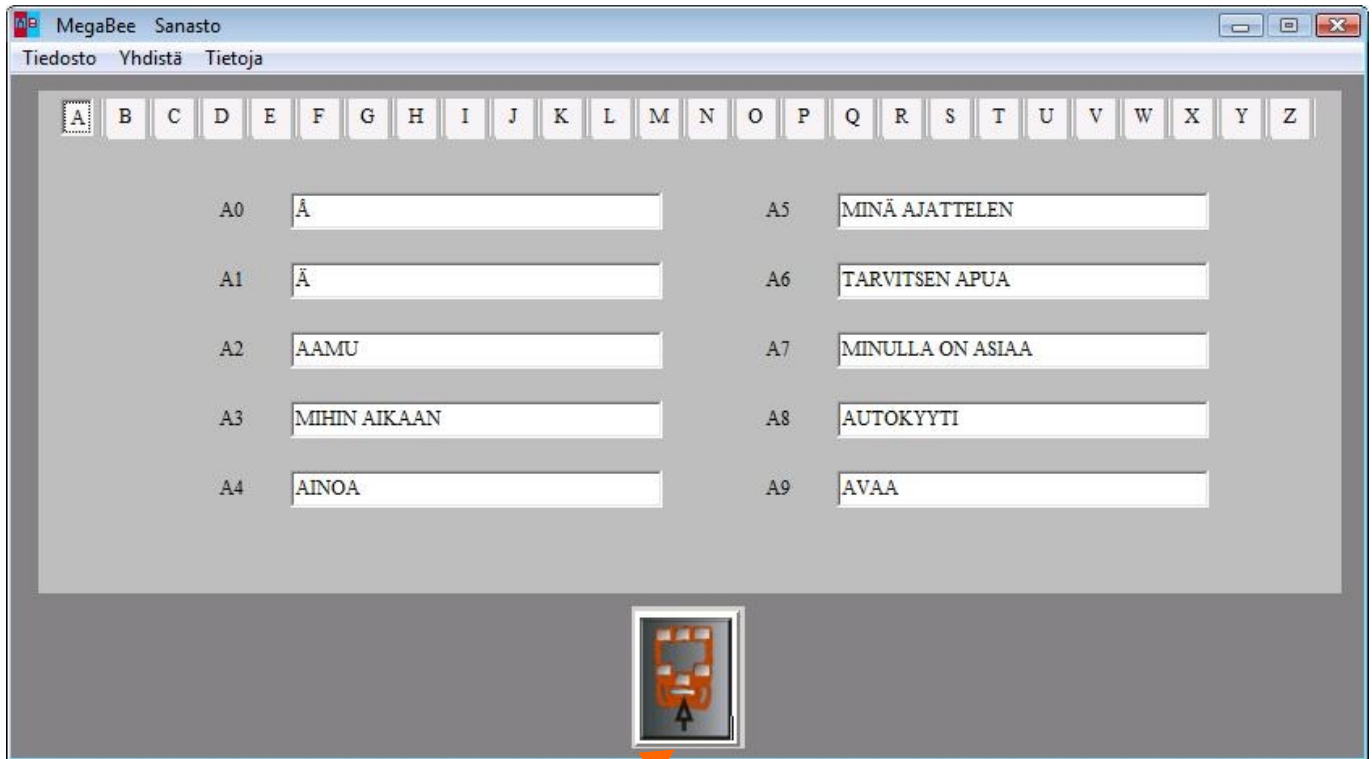 MegaBee Sanasto
Tiedosto Yhdistä Tietoja
A B C D E F G H I J K L M N O P Q R S T U V W X Y Z
A0 Å A5 MINÄ AJATTELEN
A1 Ä A6 TARVITSEN APUA
A2 AAMU A7 MINULLA ON ASIAA
A3 MIHIN AIKAAN A8 AUTOKYYTI
A4 AINOA A9 AVAA